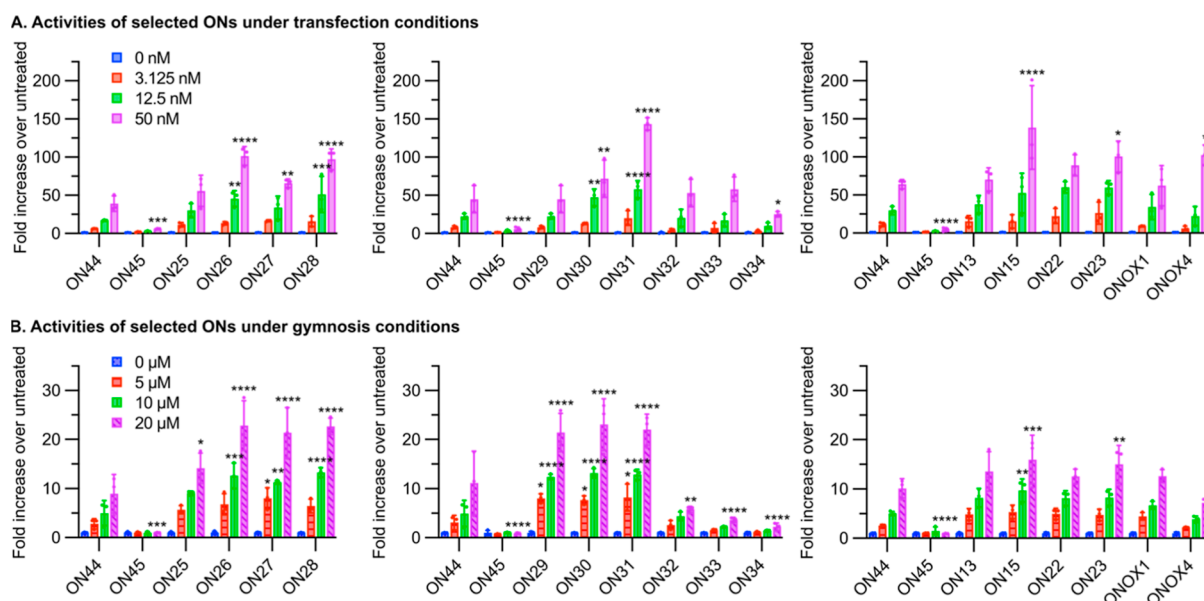 A. Activities of selected ONs under transfection conditions
Fold increase over untreated
200
150
100
50
0
0 nM
3.125 nM
12.5 nM
50 nM
***
** **** ** *** ****
ON44 ON45 ON25 ON26 ON27 ON28
Fold increase over untreated
200
150
100
50
0
**** ** ** **** **** *
ON44 ON45 ON29 ON30 ON31 ON32 ON33 ON34
Fold increase over untreated
200
150
100
50
0
**** **** *
ON44 ON45 ON13 ON15 ON22 ON23 ONOX1 ONOX4
B. Activities of selected ONs under gymnosis conditions
Fold increase over untreated
30
20
10
0
0 µM
5 µM
10 µM
20 µM
*** * *** **** * ** **** **** ****
ON44 ON45 ON25 ON26 ON27 ON28
Fold increase over untreated
30
20
10
0
**** * **** **** * **** **** * **** **** ** **** ****
ON44 ON45 ON29 ON30 ON31 ON32 ON33 ON34
Fold increase over untreated
30
20
10
0
**** ** *** **
ON44 ON45 ON13 ON15 ON22 ON23 ONOX1 ONOX4